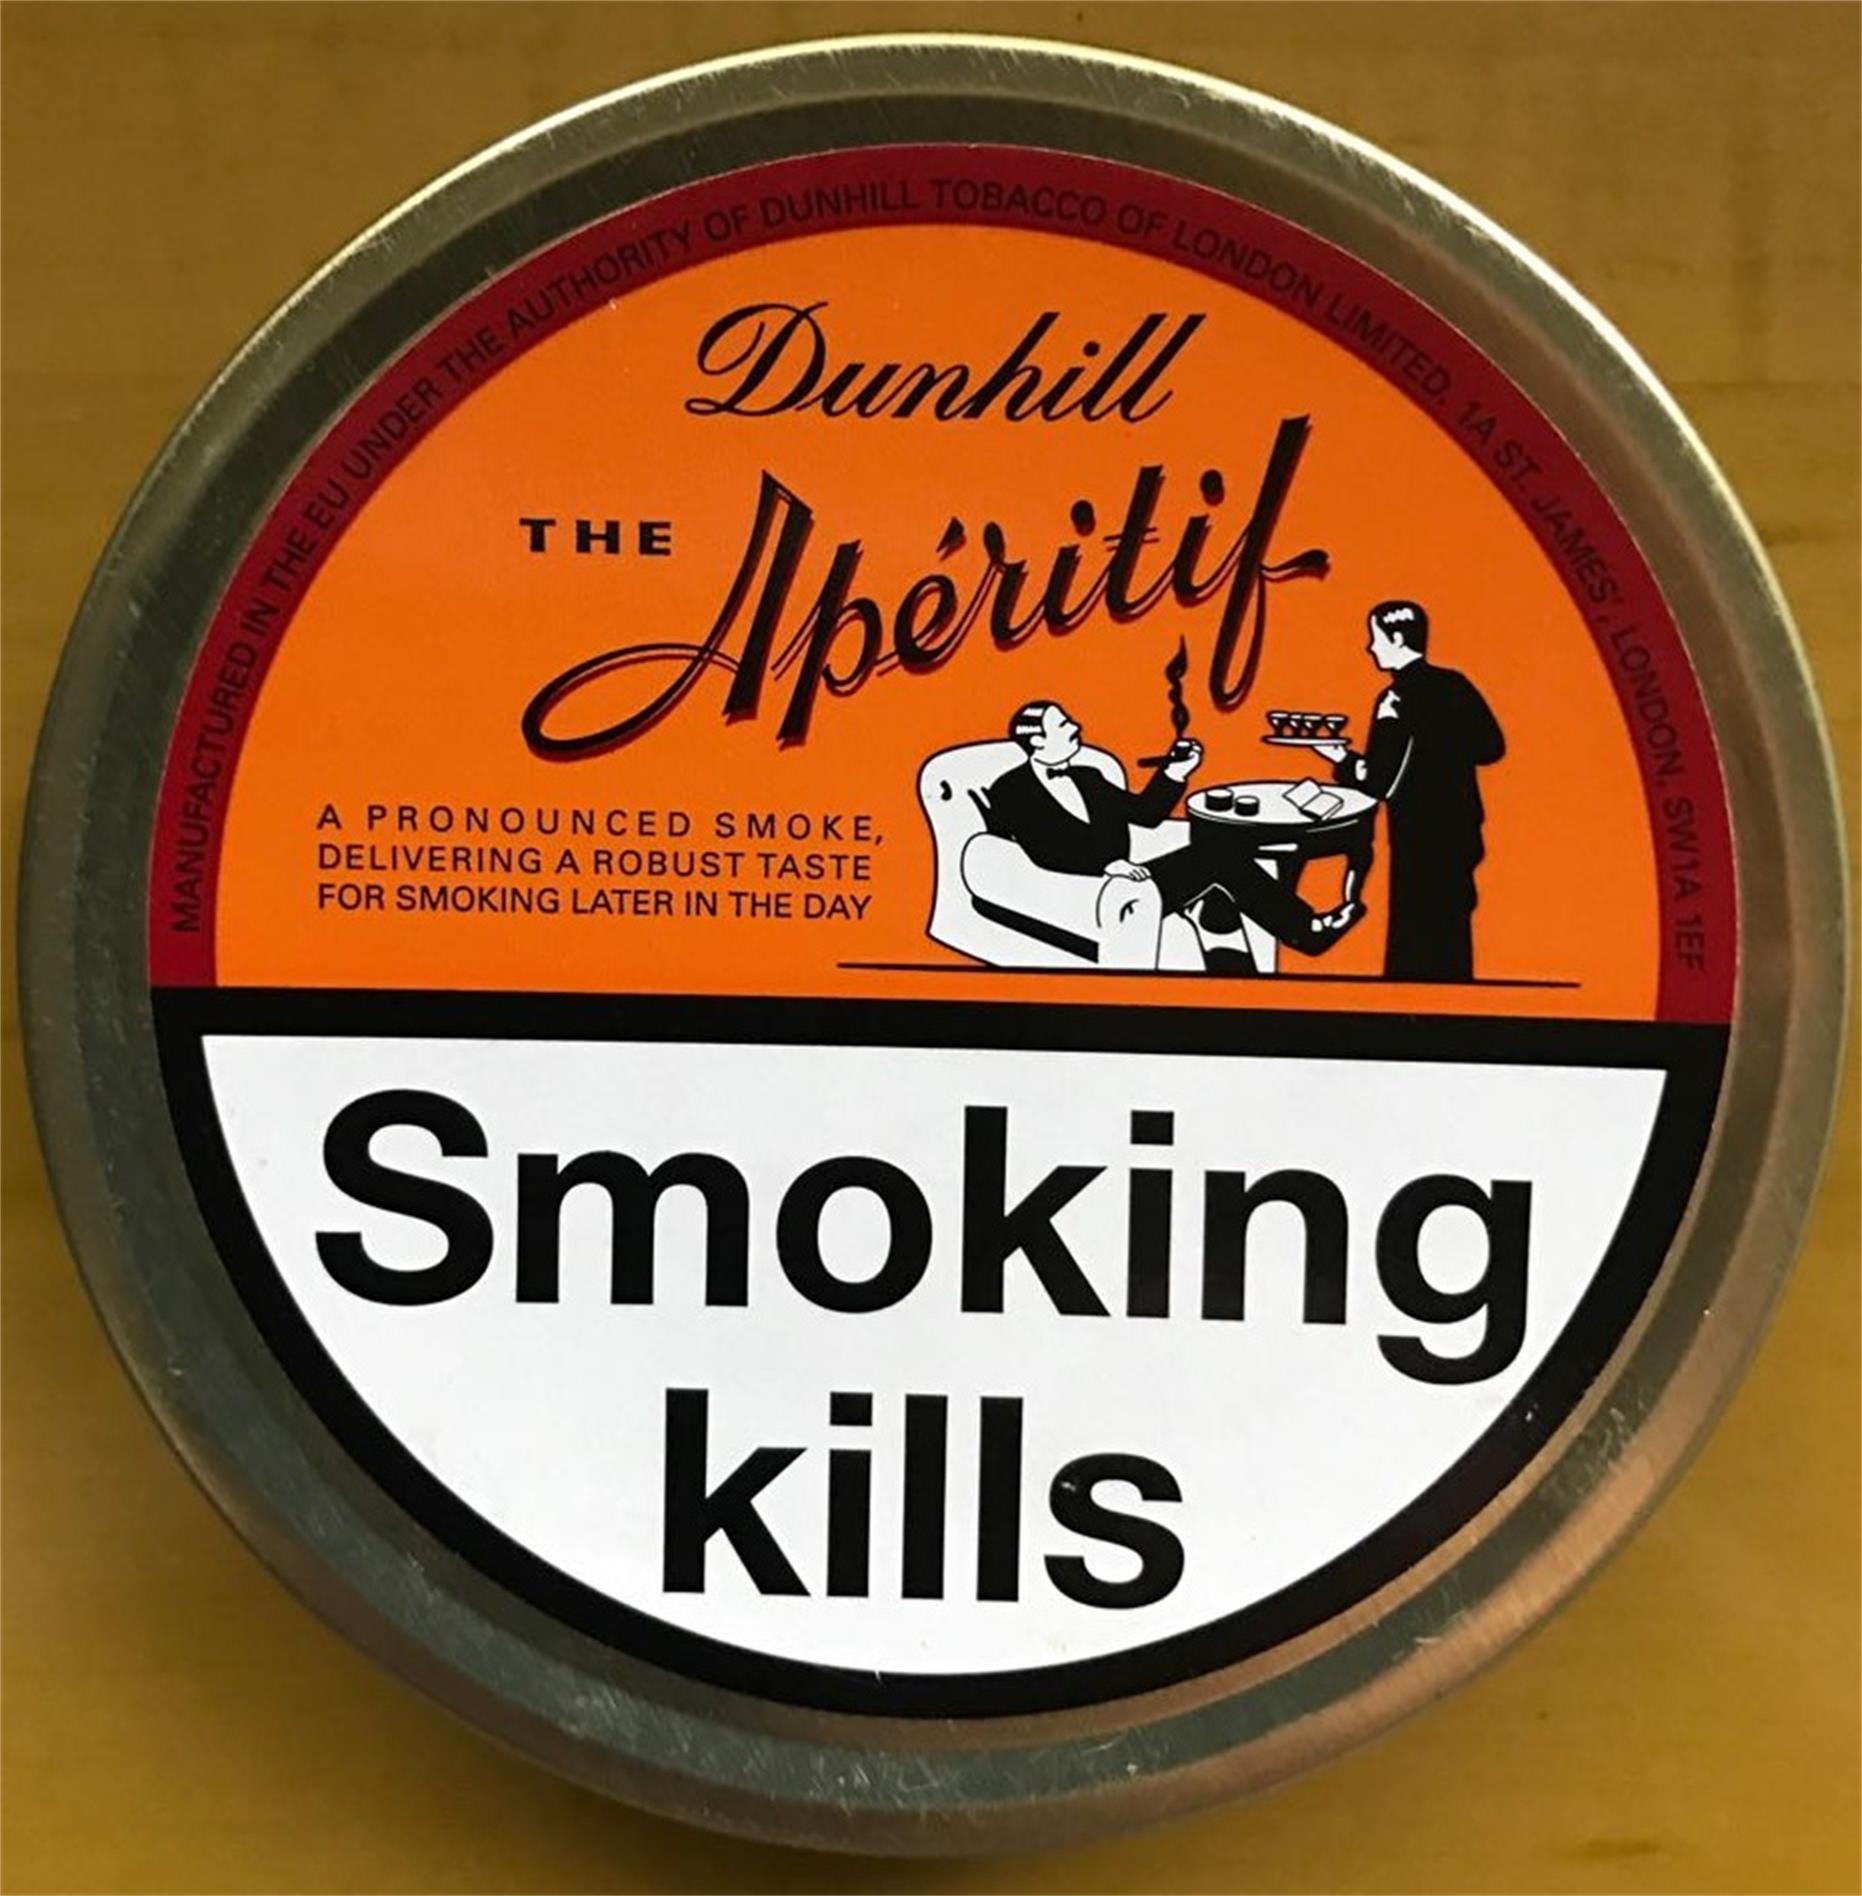 MANUFACTURED IN THE EU UNDER THE AUTHORITY OF DUNHILL TOBACCO OF LONDON LIMITED, 1A ST. JAMES', LONDON, SW1A 1EF
Dunhill
THE Apéritif
A PRONOUNCED SMOKE,
DELIVERING A ROBUST TASTE
FOR SMOKING LATER IN THE DAY
Smoking
kills